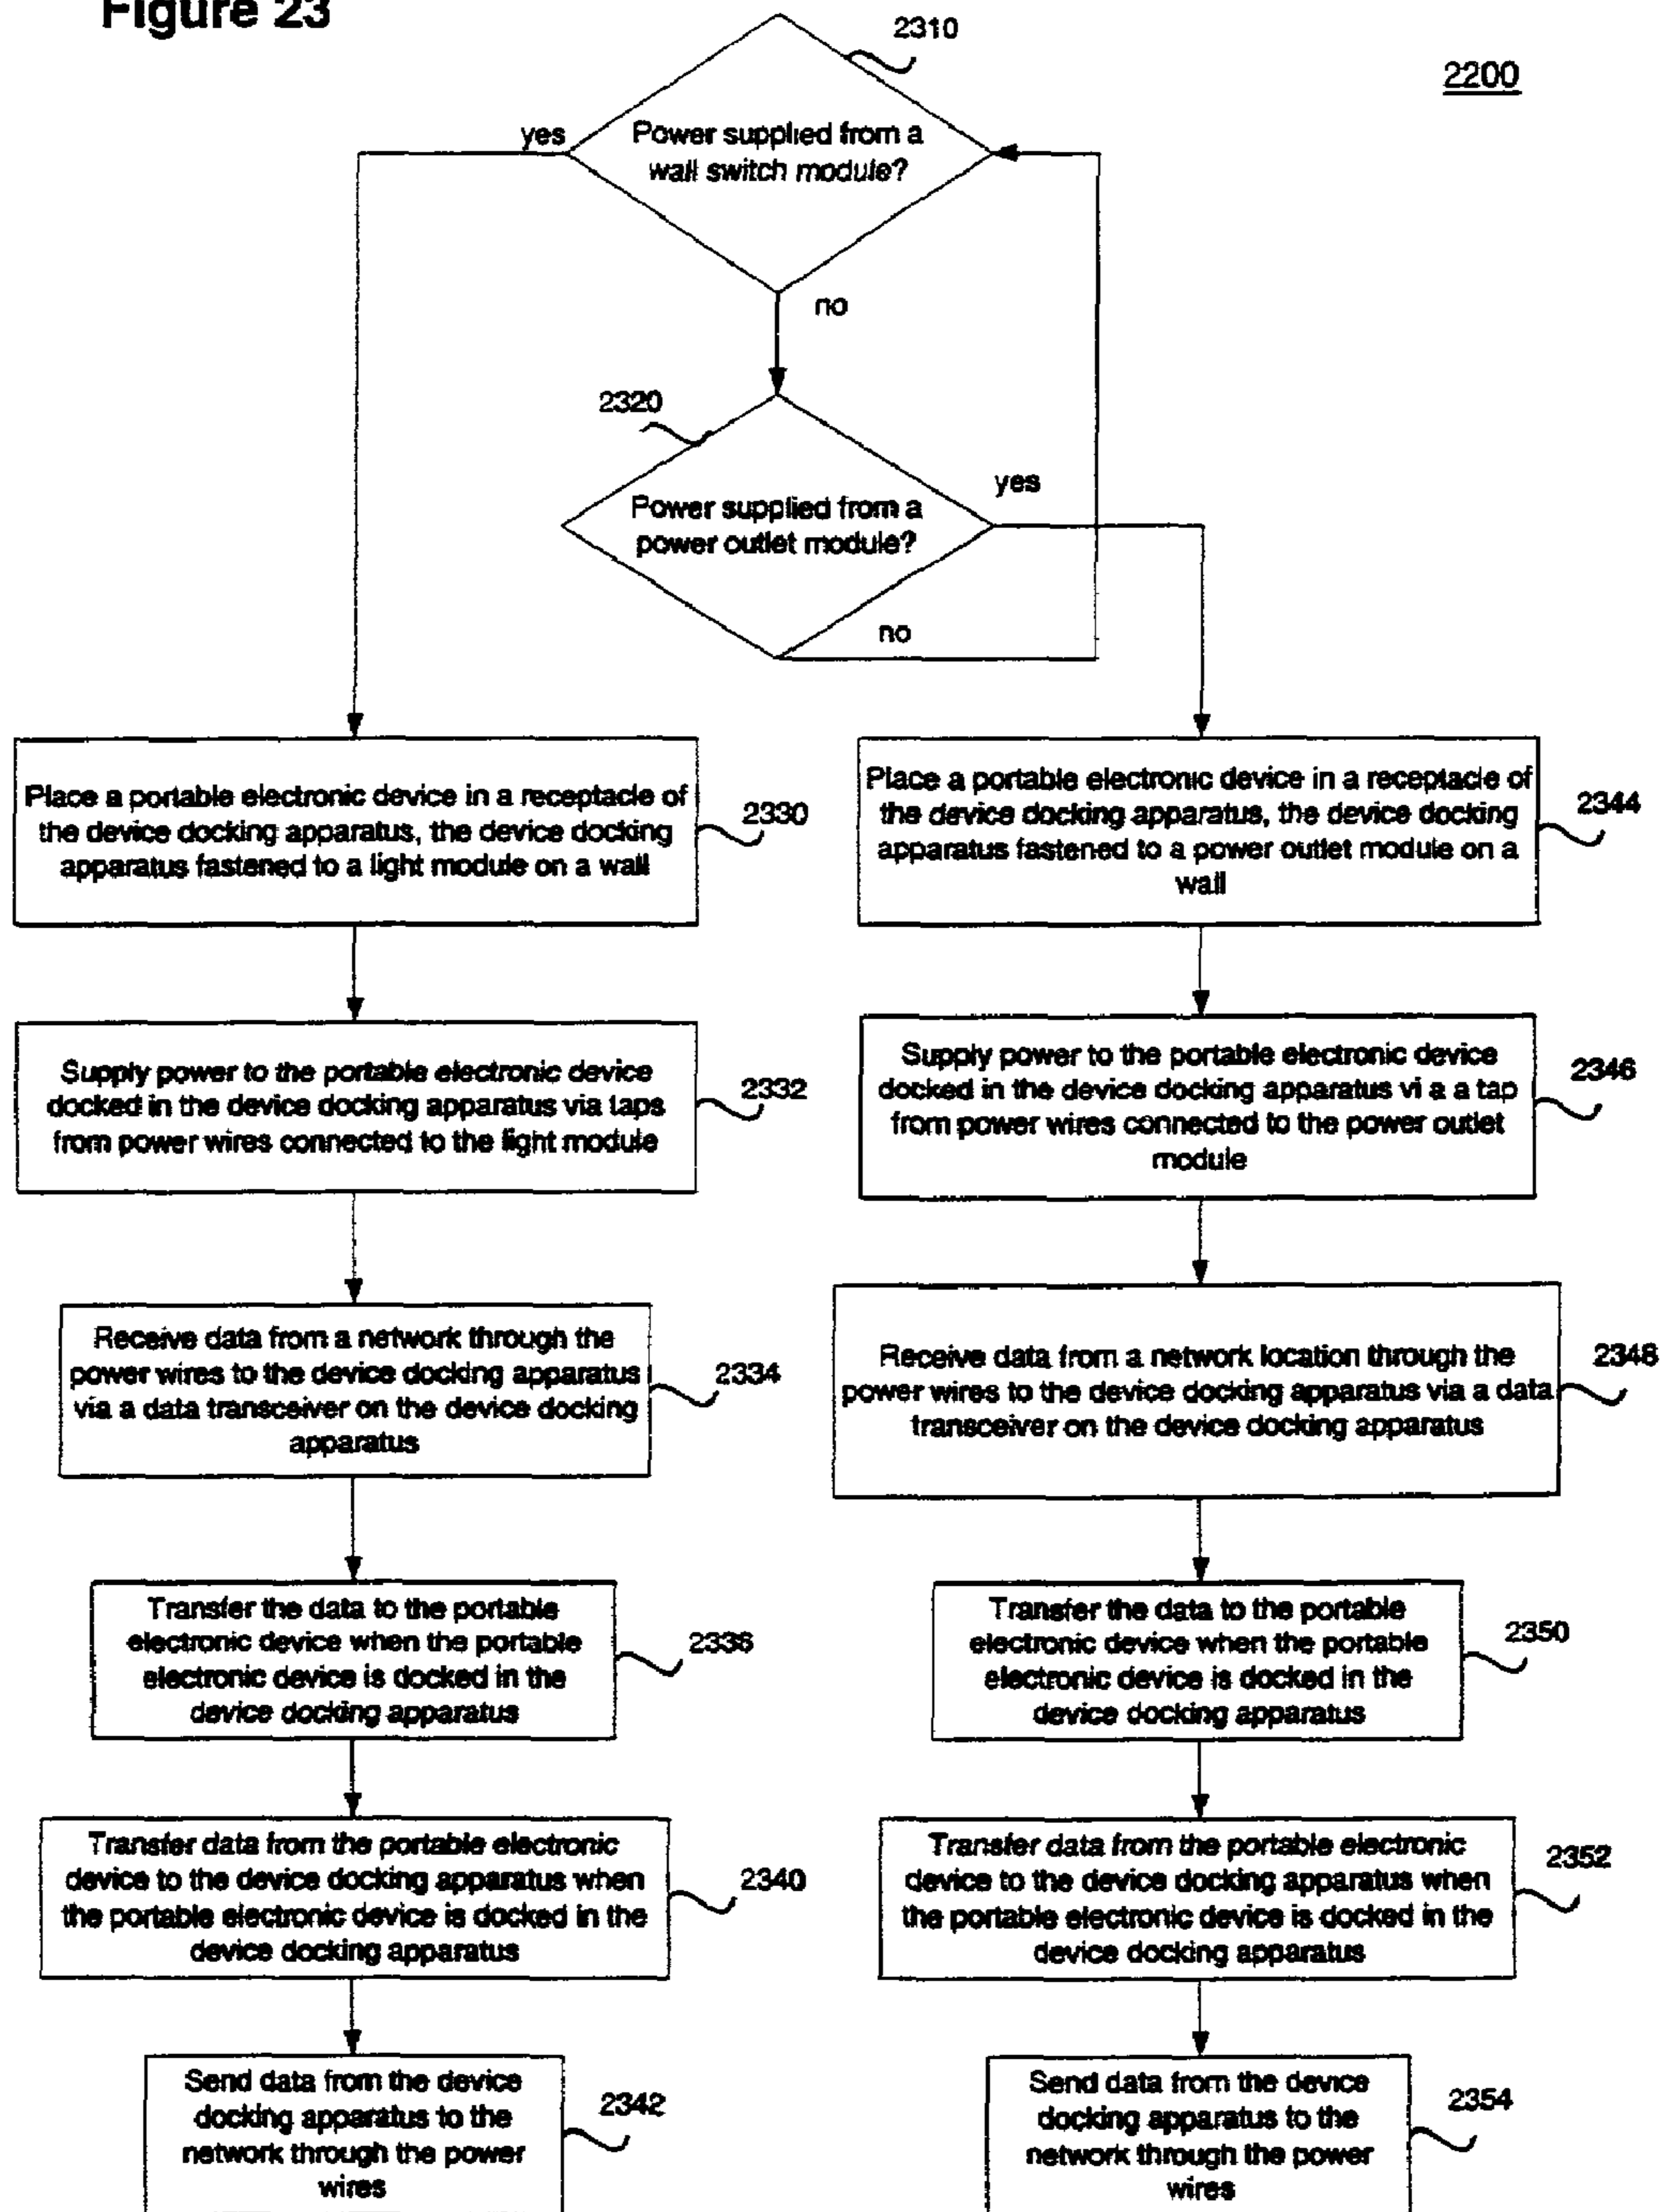 Figure 23
2310
2200
yes
Power supplied from a
wall switch module?
no
2320
yes
Power supplied from a
power outlet module?
no
Place a portable electronic device in a receptacle of
the device docking apparatus, the device docking
apparatus fastened to a light module on a wall
2330
Place a portable electronic device in a receptacle of
the device docking apparatus, the device docking
apparatus fastened to a power outlet module on a
wall
2344
Supply power to the portable electronic device
docked in the device docking apparatus via taps
from power wires connected to the light module
2332
Supply power to the portable electronic device
docked in the device docking apparatus vi a a tap
from power wires connected to the power outlet
module
2346
Receive data from a network through the
power wires to the device docking apparatus
via a data transceiver on the device docking
apparatus
2334
Receive data from a network location through the
power wires to the device docking apparatus via a data
transceiver on the device docking apparatus
2348
Transfer the data to the portable
electronic device when the portable
electronic device is docked in the
device docking apparatus
2336
Transfer the data to the portable
electronic device when the portable
electronic device is docked in the
device docking apparatus
2350
Transfer data from the portable electronic
device to the device docking apparatus when
the portable electronic device is docked in the
device docking apparatus
2340
Transfer data from the portable electronic
device to the device docking apparatus when
the portable electronic device is docked in the
device docking apparatus
2352
Send data from the device
docking apparatus to the
network through the power
wires
2342
Send data from the device
docking apparatus to the
network through the power
wires
2354